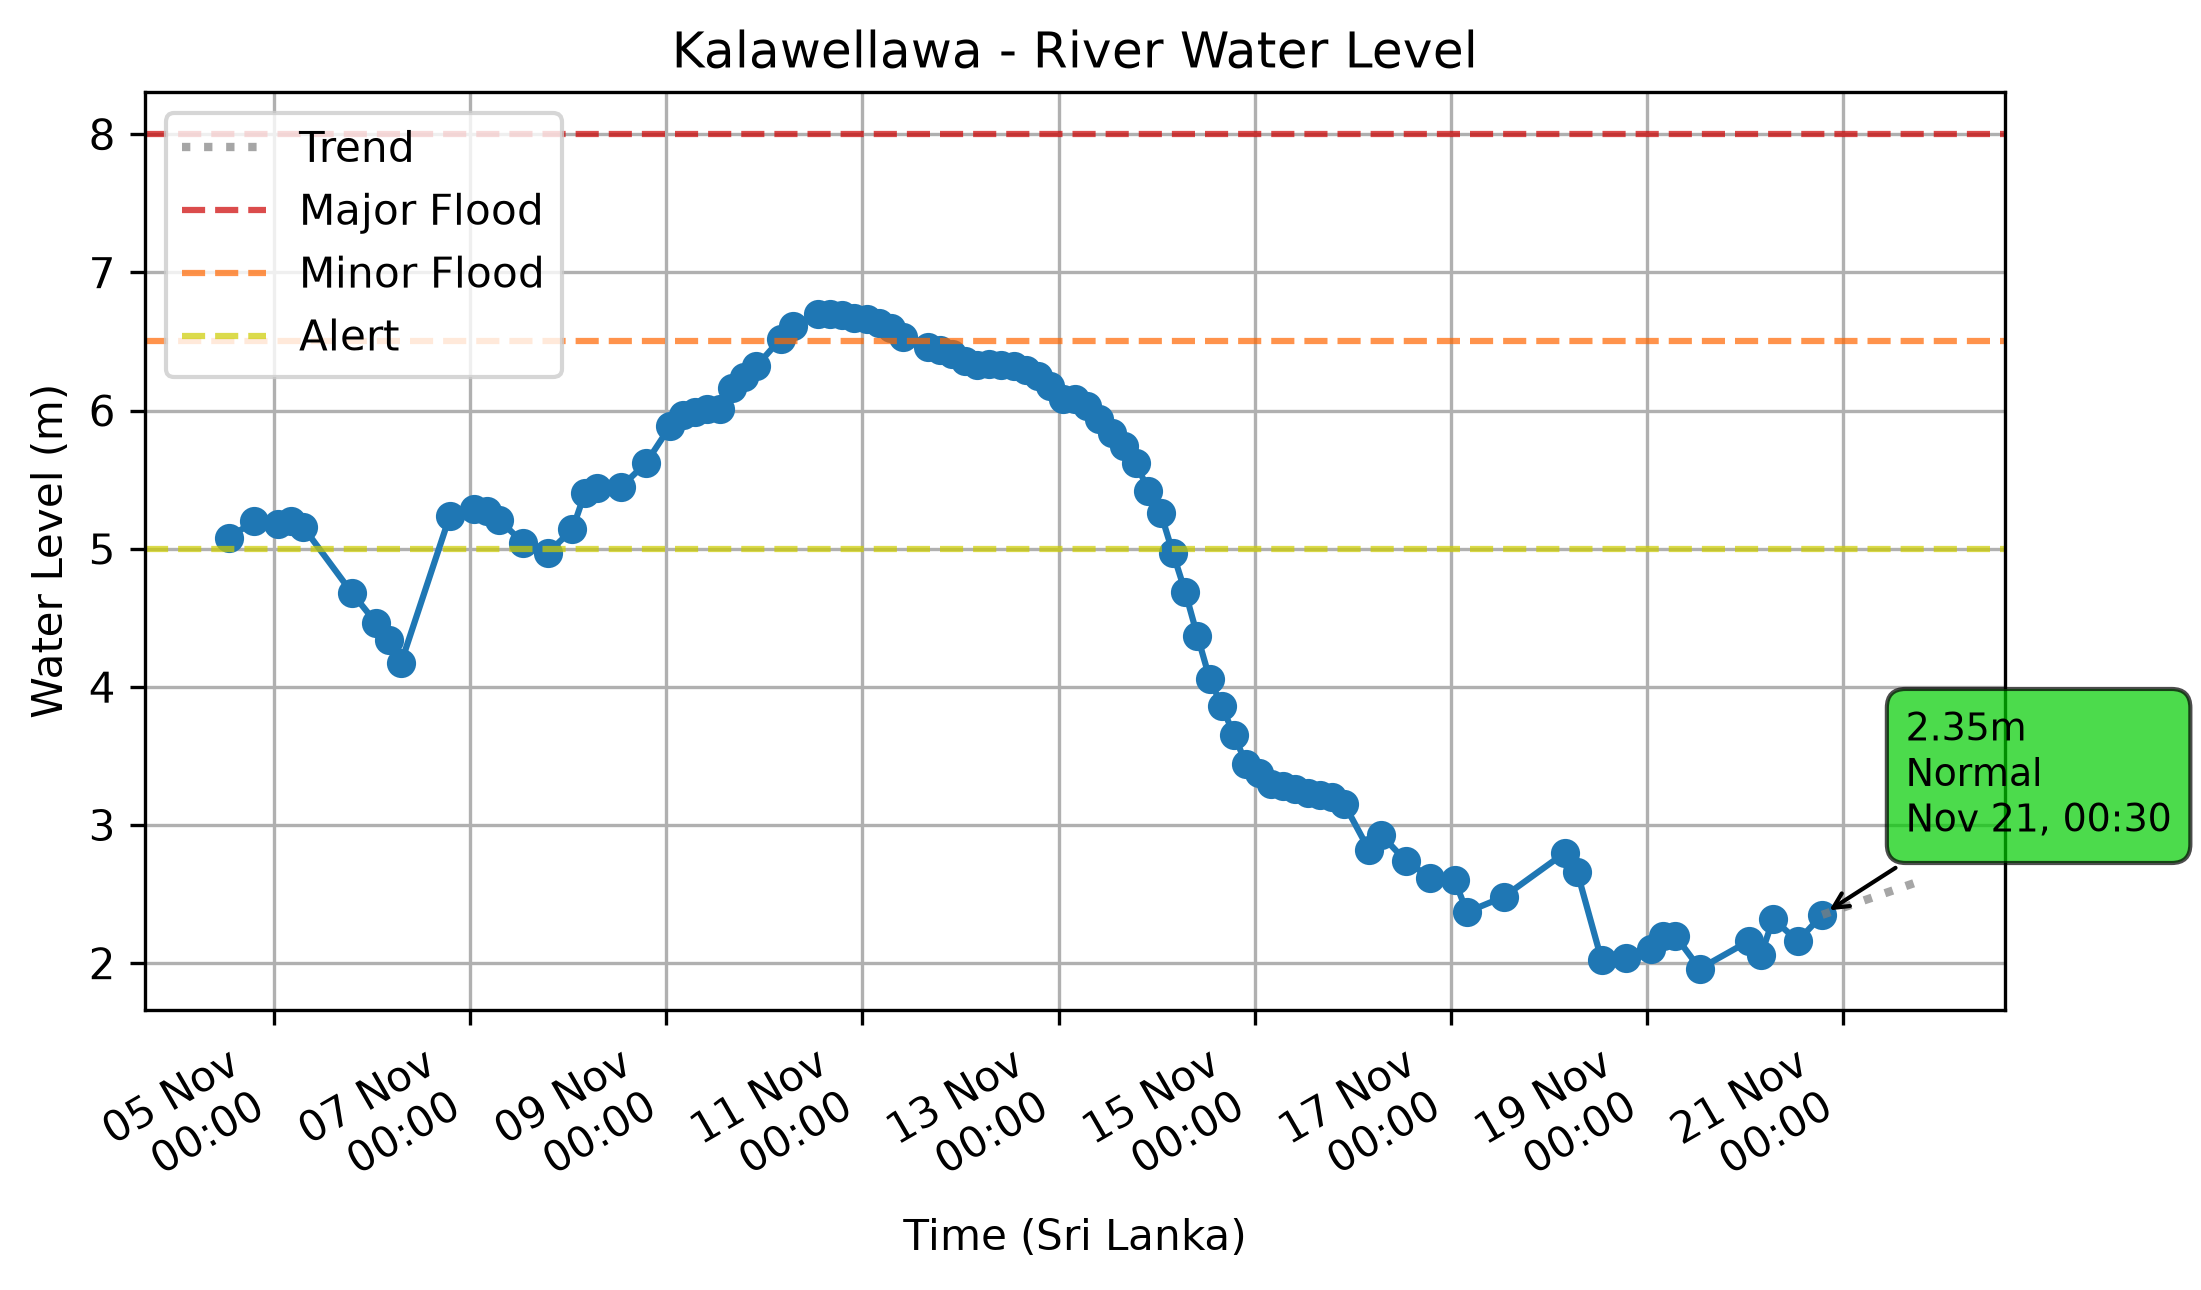 Kalawellawa - River Water Level
Trend
Major Flood
Minor Flood
Alert
8
7
6
5
4
3
2
Water Level (m)
2.35m
Normal
Nov 21, 00:30
05 Nov
00:00
07 Nov
00:00
09 Nov
00:00
11 Nov
00:00
13 Nov
00:00
15 Nov
00:00
17 Nov
00:00
19 Nov
00:00
21 Nov
00:00
Time (Sri Lanka)